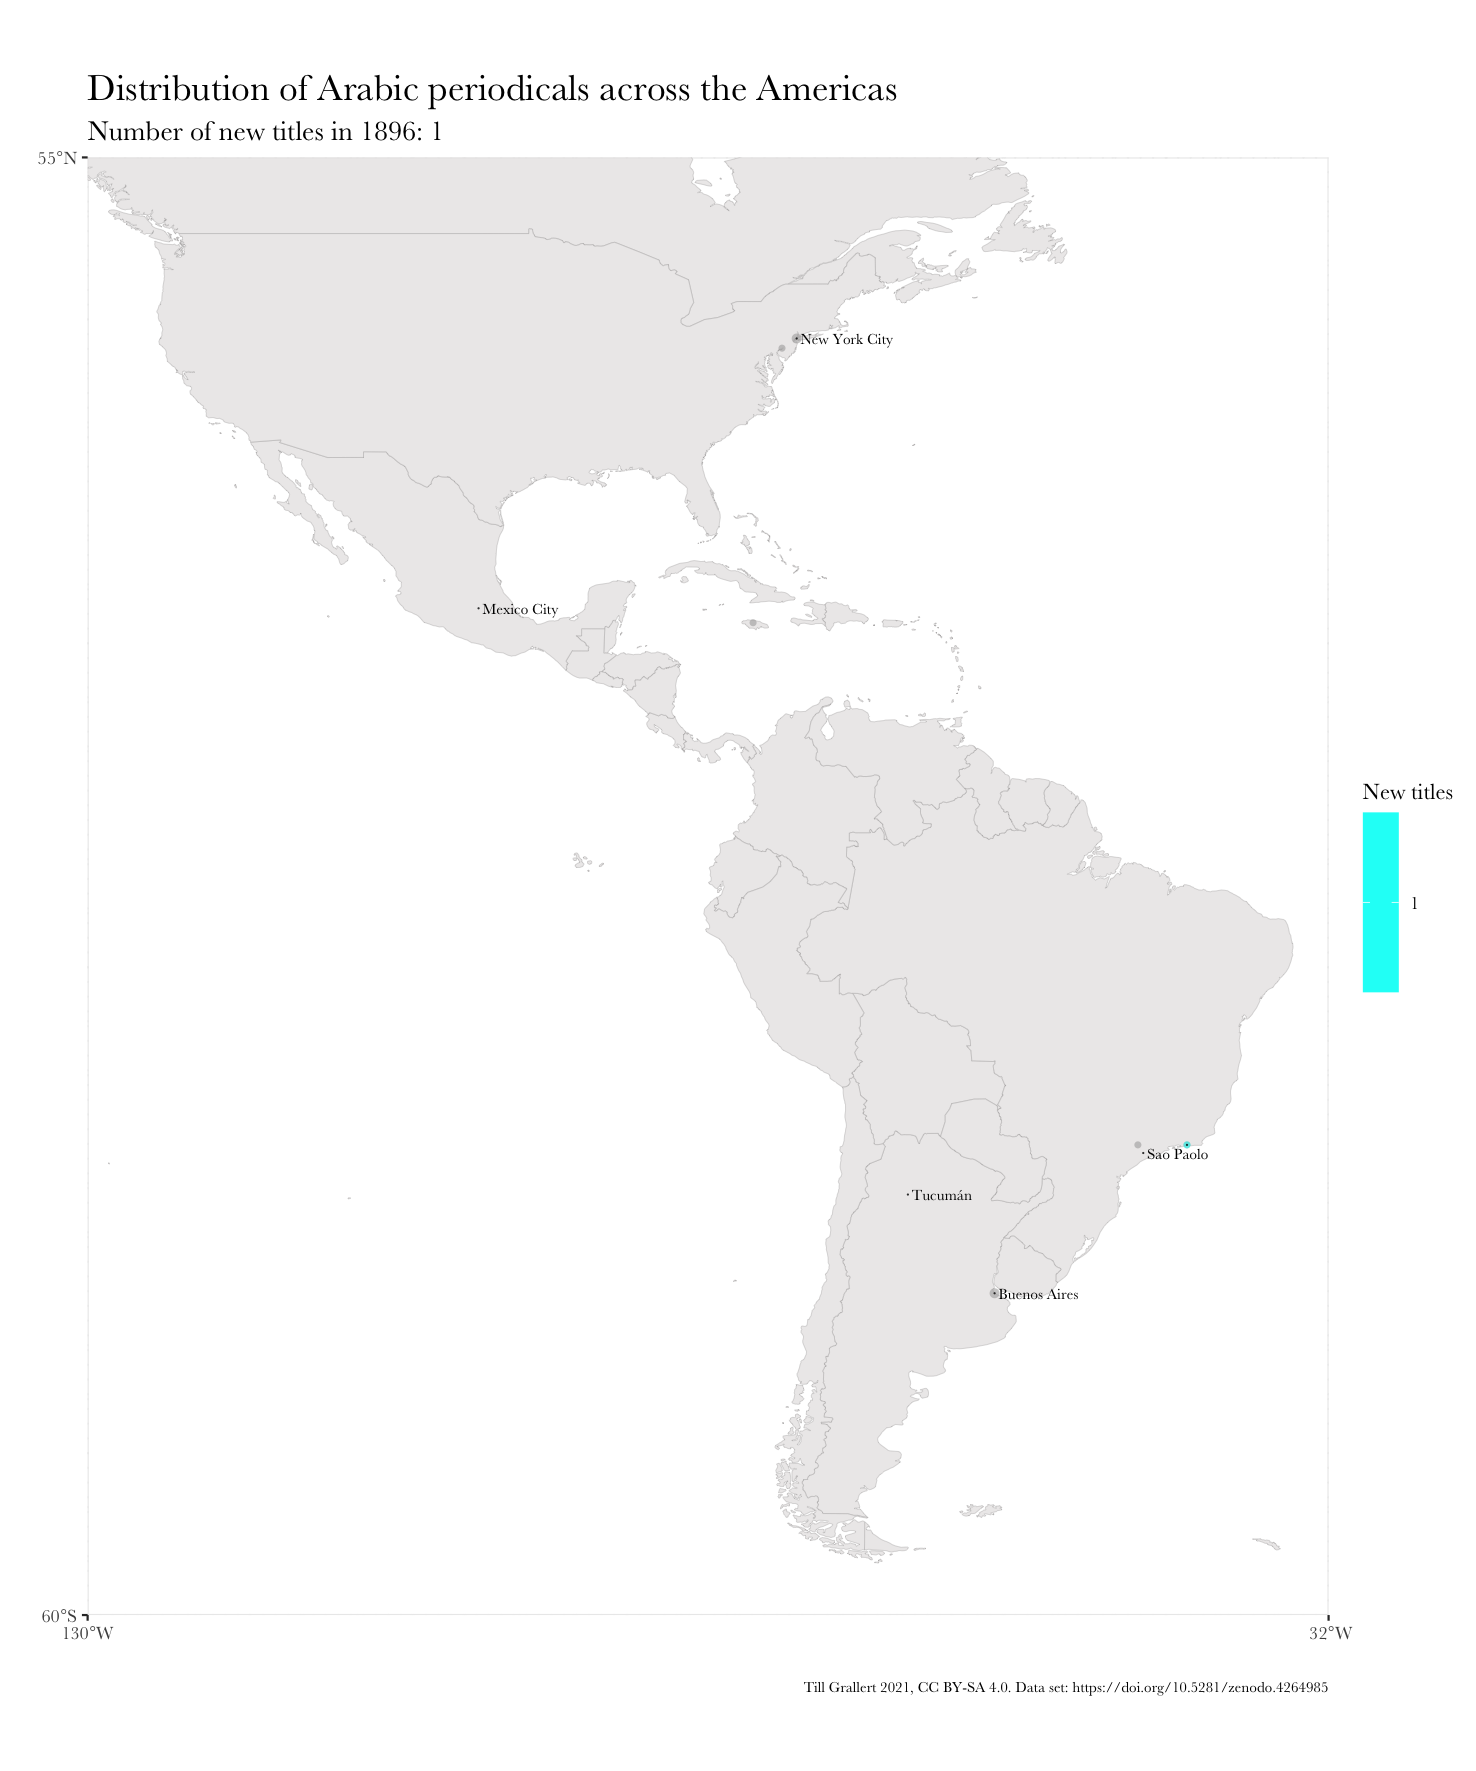 Distribution of Arabic periodicals across the Americas
Number of new titles in 1896: 1
55°N
New York City
Mexico City
New titles
1
Sao Paolo
Tucumán
Buenos Aires
60°S
130°W
32°W
Till Grallert 2021, CC BY-SA 4.0. Data set: https://doi.org/10.5281/zenodo.4264985